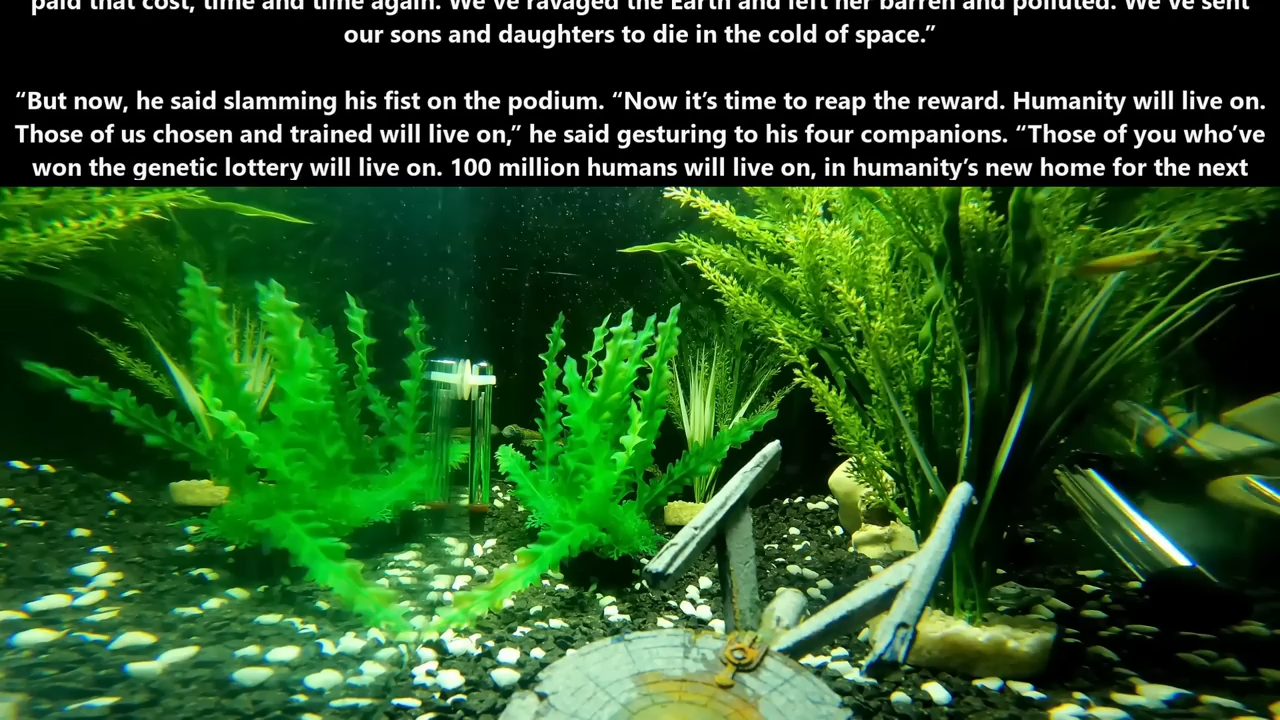 paid that cost, time and time again. We’ve ravaged the Earth and left her barren and polluted. We’ve sent
our sons and daughters to die in the cold of space.”
“But now, he said slamming his fist on the podium. “Now it’s time to reap the reward. Humanity will live on.
Those of us chosen and trained will live on,” he said gesturing to his four companions. “Those of you who’ve
won the genetic lottery will live on. 100 million humans will live on, in humanity’s new home for the next